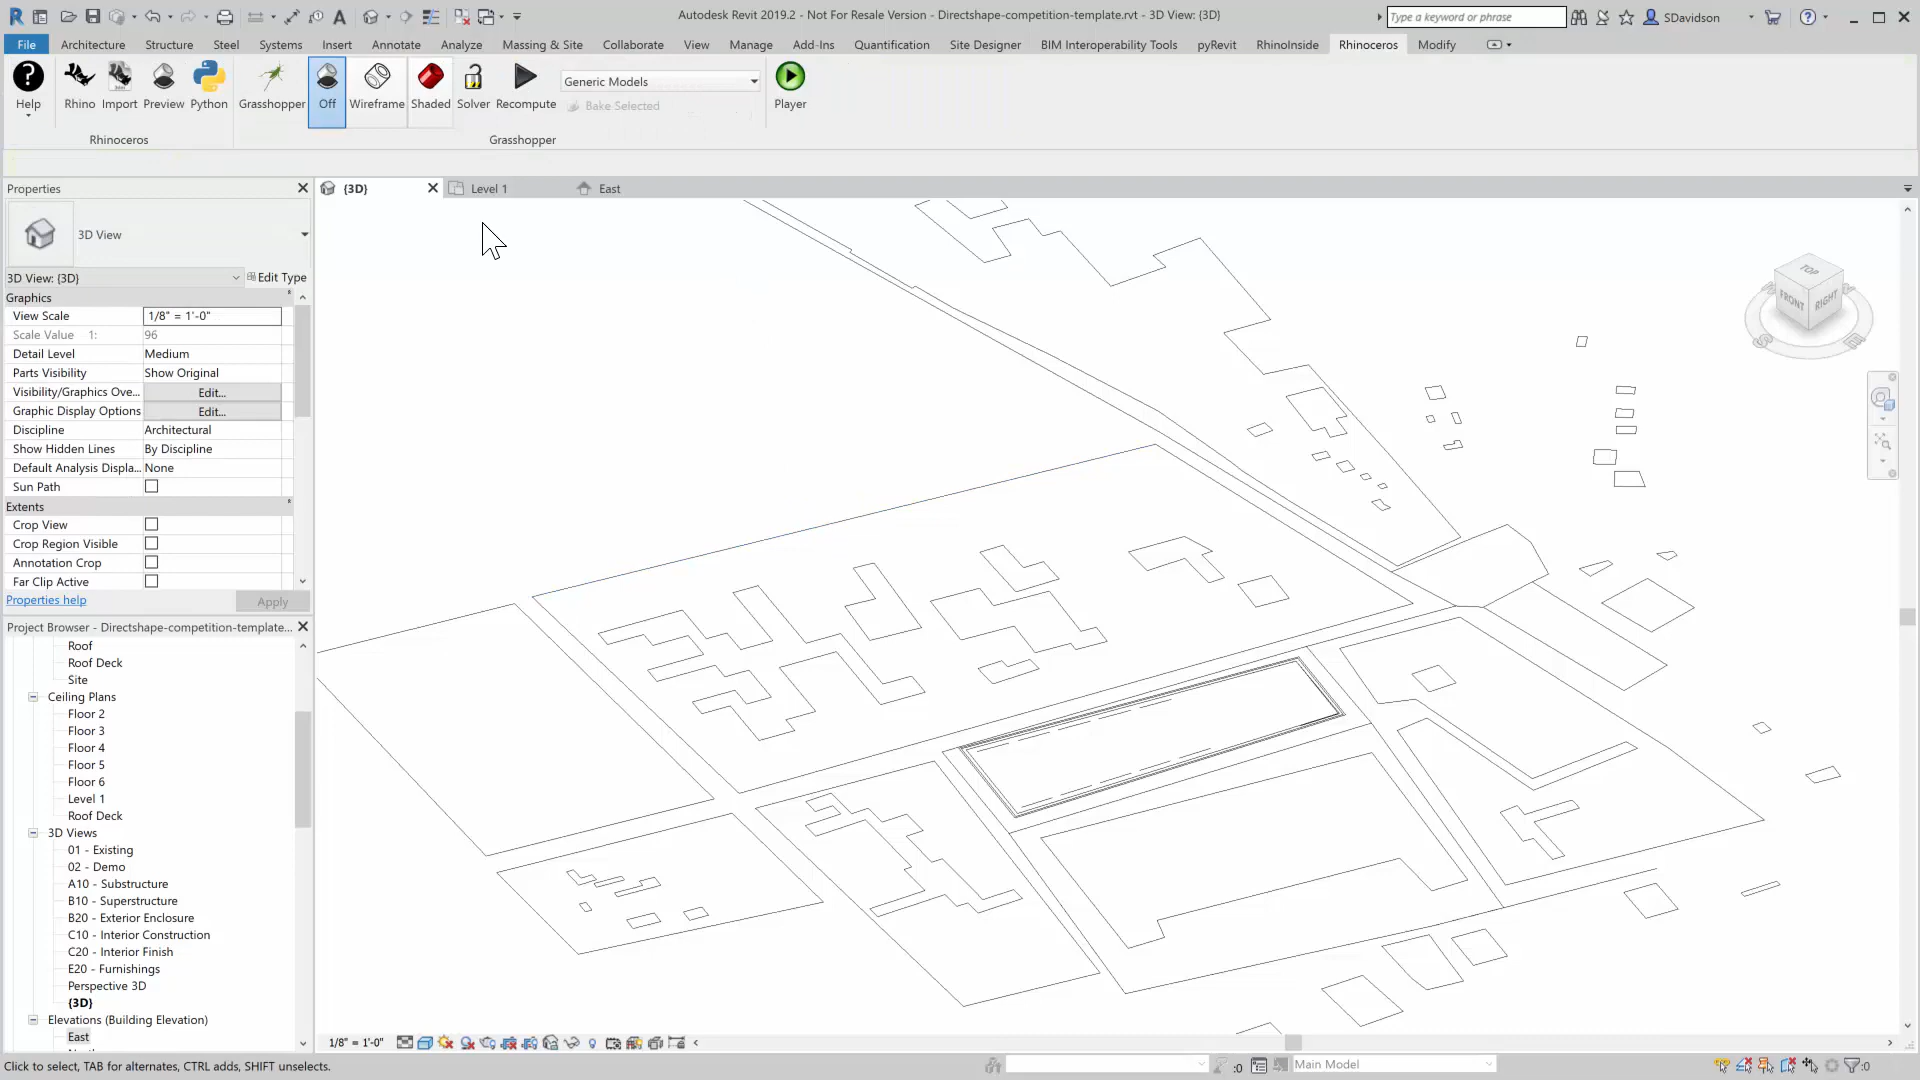 Autodesk Revit 2019.2 - Not For Resale Version - Directshape-competition-template.rvt - 3D View: {3D}
Type a keyword or phrase
SDavidson
File Architecture Structure Steel Systems Insert Annotate Analyze Massing & Site Collaborate View Manage Add-Ins Quantification Site Designer BIM Interoperability Tools pyRevit RhinoInside Rhinoceros Modify
Generic Models
Help Rhino Import Preview Python Grasshopper Off Wireframe Shaded Solver Recompute Bake Selected Player
Rhinoceros Grasshopper
Properties
{3D} Level 1 East
3D View
3D View: {3D} Edit Type
Graphics
View Scale 1/8" = 1'-0"
Scale Value 1: 96
Detail Level Medium
Parts Visibility Show Original
Visibility/Graphics Ove... Edit...
Graphic Display Options Edit...
Discipline Architectural
Show Hidden Lines By Discipline
Default Analysis Displa... None
Sun Path
Extents
Crop View
Crop Region Visible
Annotation Crop
Far Clip Active
Properties help Apply
Project Browser - Directshape-competition-template...
Roof
Roof Deck
Site
Ceiling Plans
Floor 2
Floor 3
Floor 4
Floor 5
Floor 6
Level 1
Roof Deck
3D Views
01 - Existing
02 - Demo
A10 - Substructure
B10 - Superstructure
B20 - Exterior Enclosure
C10 - Interior Construction
C20 - Interior Finish
E20 - Furnishings
Perspective 3D
{3D}
Elevations (Building Elevation)
East
TOP
FRONT RIGHT
S E
1/8" = 1'-0"
Click to select, TAB for alternates, CTRL adds, SHIFT unselects.
:0
Main Model
:0